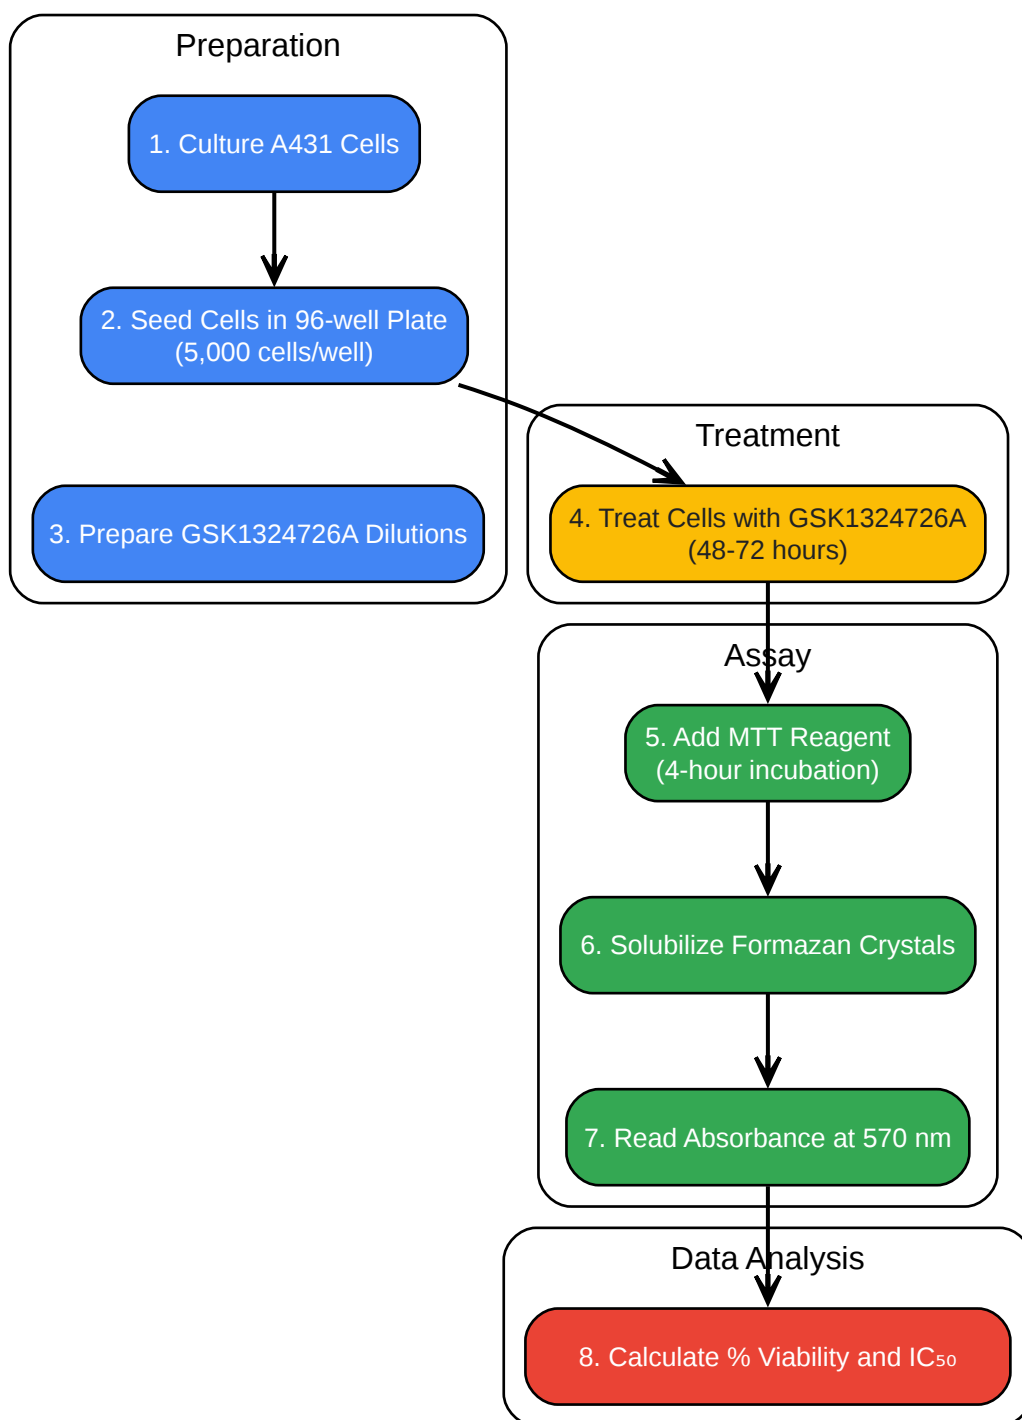 Preparation
1. Culture A431 Cells
2. Seed Cells in 96-well Plate
(5,000 cells/well)
3. Prepare GSK1324726A Dilutions
Treatment
4. Treat Cells with GSK1324726A
(48-72 hours)
Assay
5. Add MTT Reagent
(4-hour incubation)
6. Solubilize Formazan Crystals
7. Read Absorbance at 570 nm
Data Analysis
8. Calculate % Viability and IC₅₀